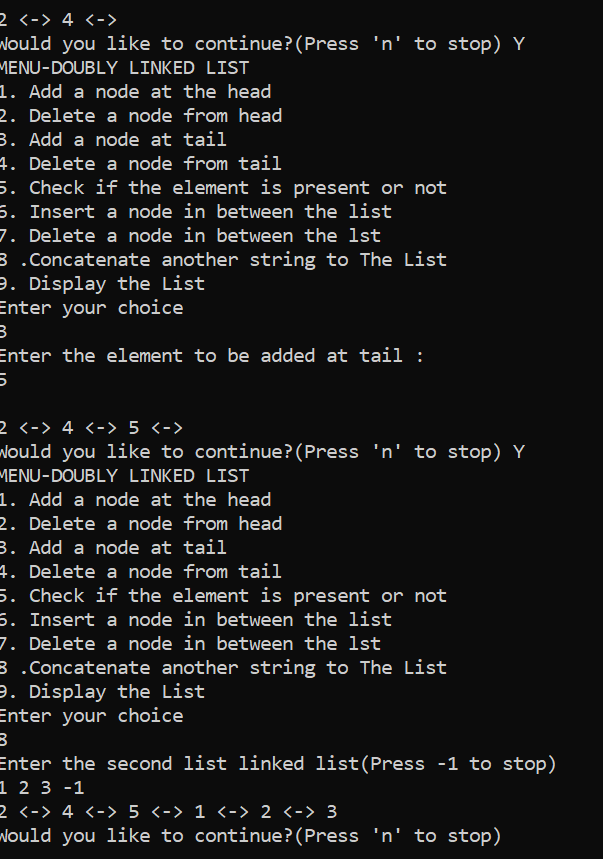 2 <-> 4 <->
Would you like to continue?(Press 'n' to stop) Y
MENU-DOUBLY LINKED LIST
1. Add a node at the head
2. Delete a node from head
3. Add a node at tail
4. Delete a node from tail
5. Check if the element is present or not
6. Insert a node in between the list
7. Delete a node in between the lst
8 .Concatenate another string to The List
9. Display the List
Enter your choice
3
Enter the element to be added at tail :
5
2 <-> 4 <-> 5 <->
Would you like to continue?(Press 'n' to stop) Y
MENU-DOUBLY LINKED LIST
1. Add a node at the head
2. Delete a node from head
3. Add a node at tail
4. Delete a node from tail
5. Check if the element is present or not
6. Insert a node in between the list
7. Delete a node in between the lst
8 .Concatenate another string to The List
9. Display the List
Enter your choice
8
Enter the second list linked list(Press -1 to stop)
1 2 3 -1
2 <-> 4 <-> 5 <-> 1 <-> 2 <-> 3
Would you like to continue?(Press 'n' to stop)